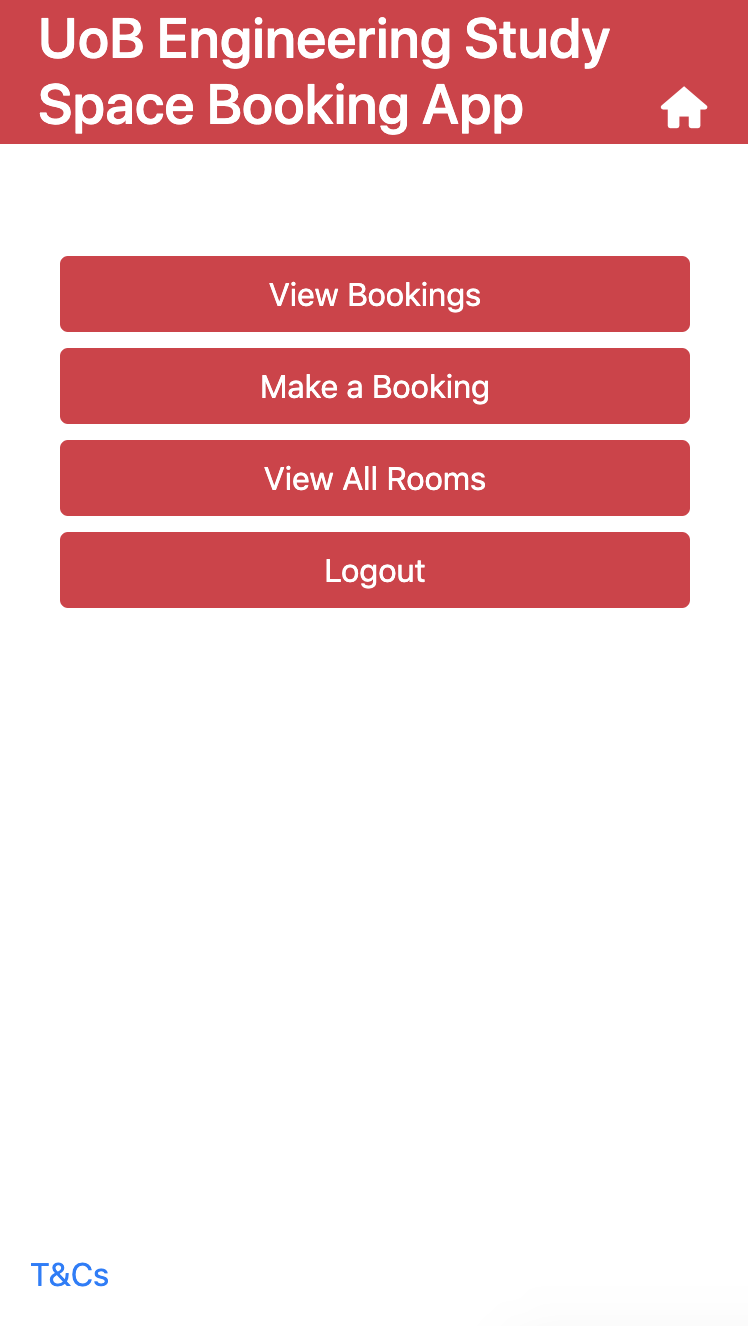 UoB Engineering Study
Space Booking App
View Bookings
Make a Booking
View All Rooms
Logout
T&Cs